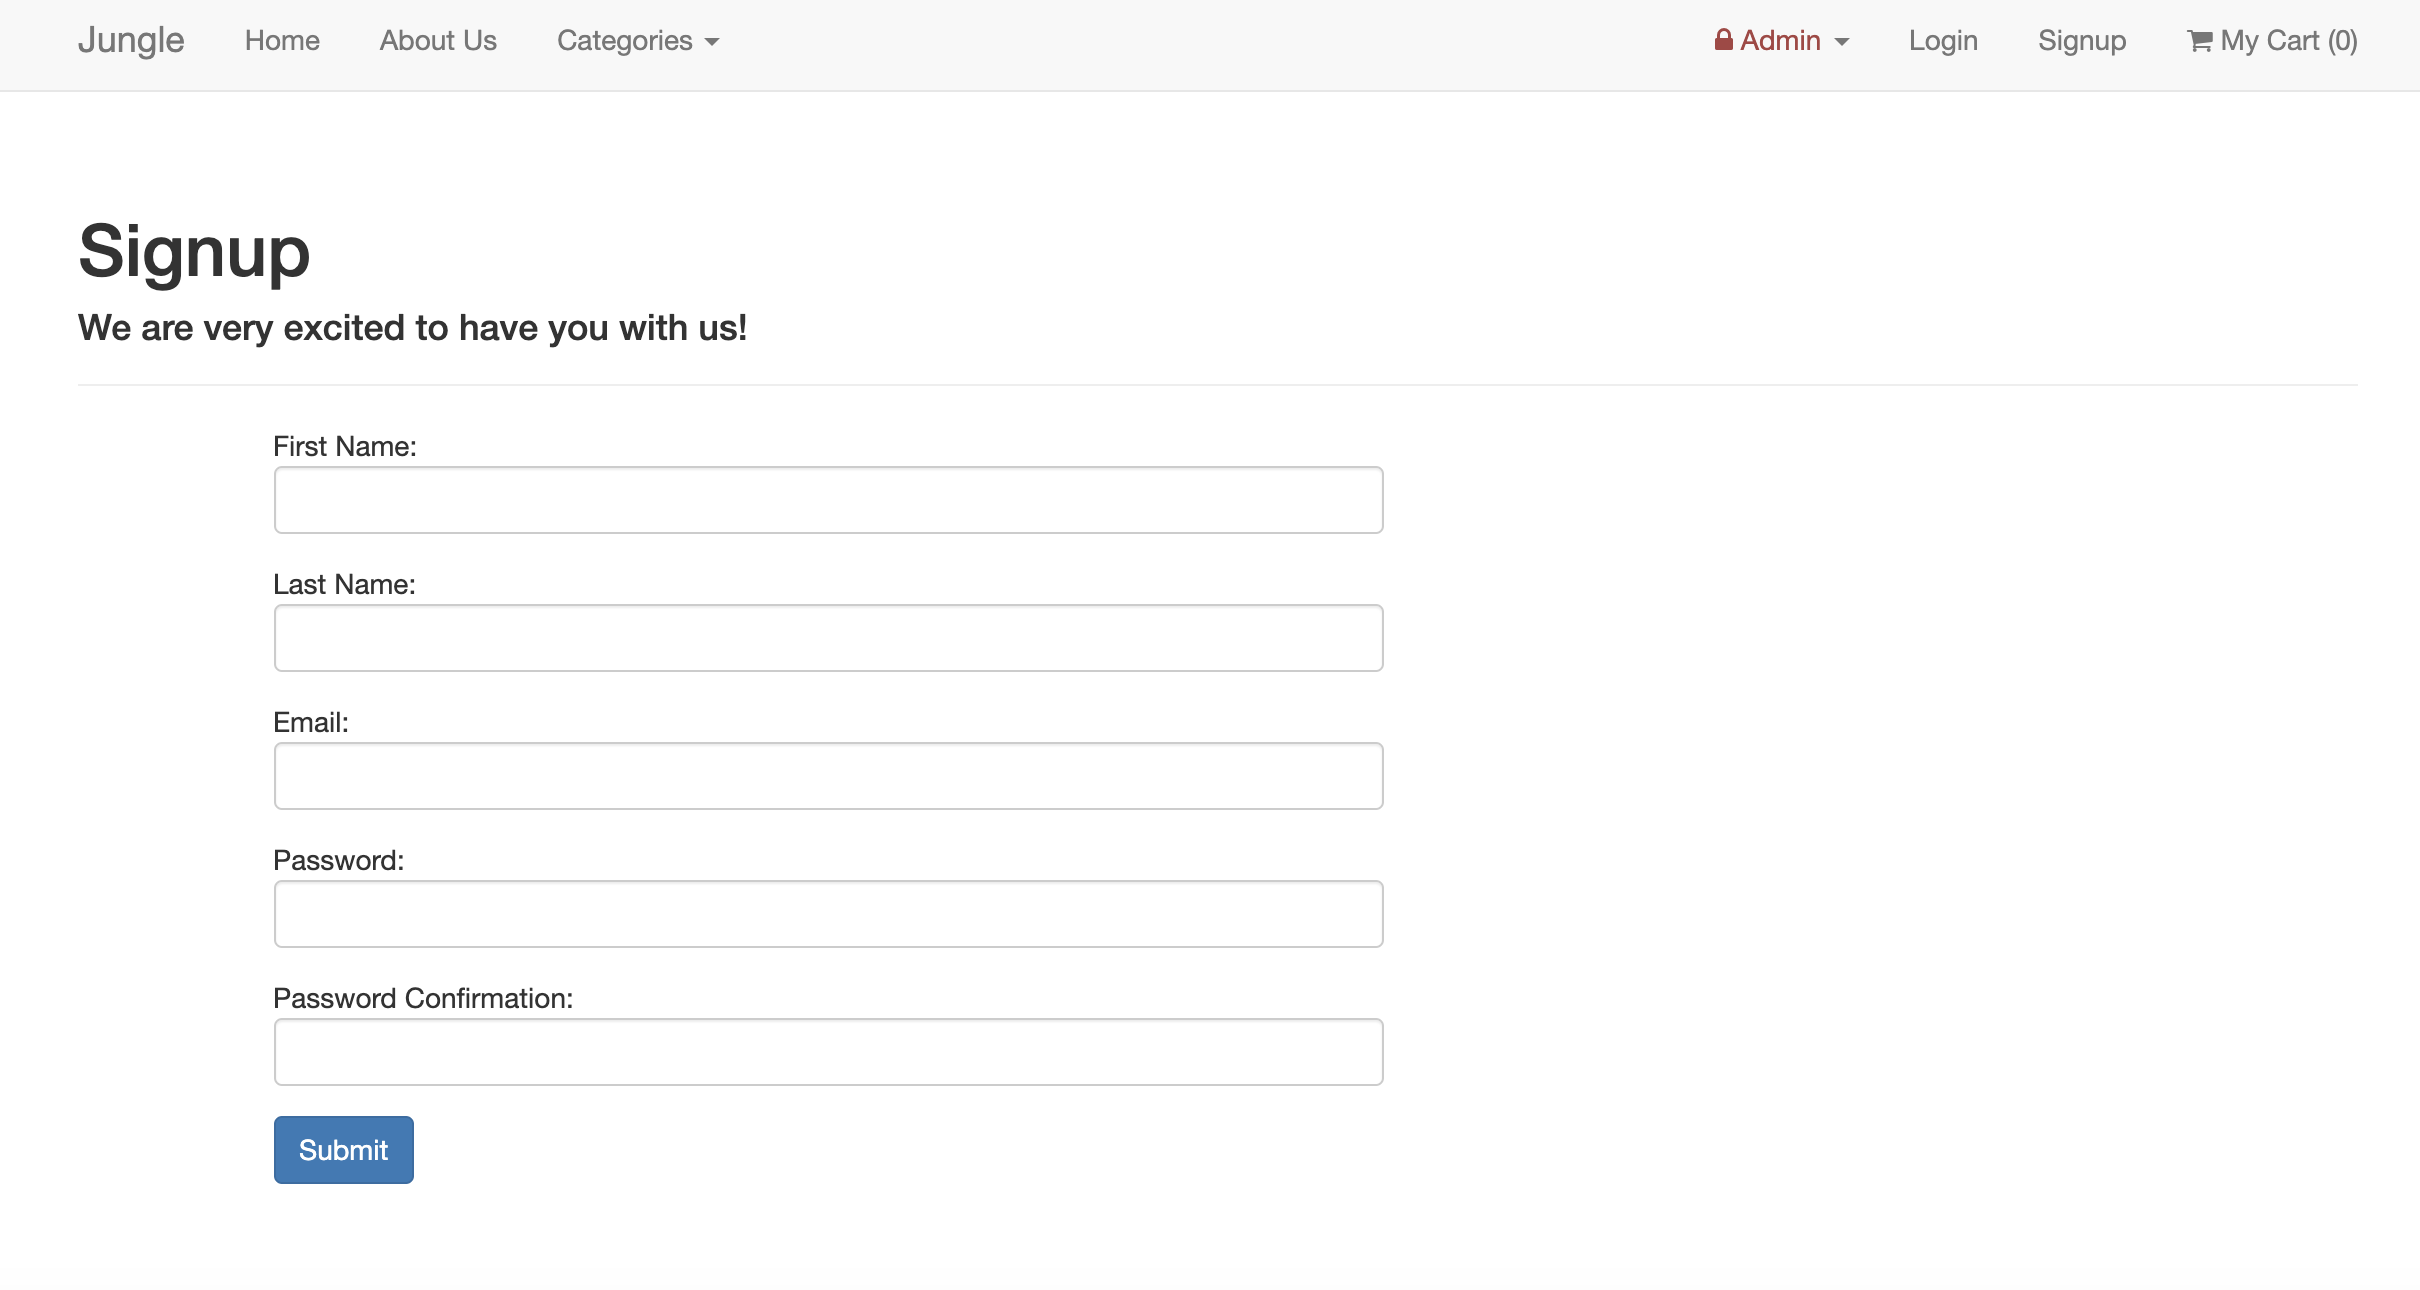 Jungle Home About Us Categories Admin Login Signup My Cart (0)
Signup
We are very excited to have you with us!
First Name:
Last Name:
Email:
Password:
Password Confirmation:
Submit